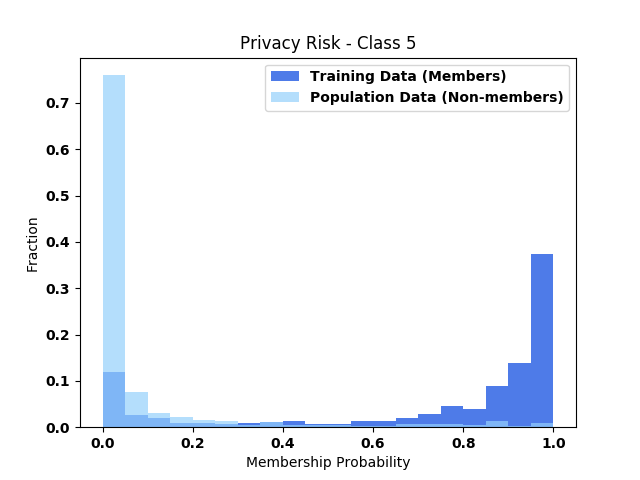 Privacy Risk - Class 5
Training Data (Members)
Population Data (Non-members)
Fraction
0.7
0.6
0.5
0.4
0.3
0.2
0.1
0.0
0.0 0.2 0.4 0.6 0.8 1.0
Membership Probability